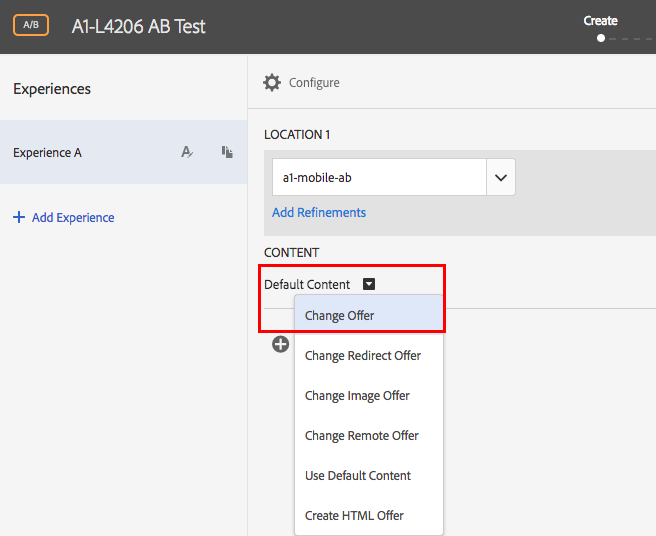 A/B
A1-L4206 AB Test
Create
Experiences
Configure
Experience A
LOCATION 1
a1-mobile-ab
Add Refinements
Add Experience
CONTENT
Default Content
Change Offer
Change Redirect Offer
Change Image Offer
Change Remote Offer
Use Default Content
Create HTML Offer